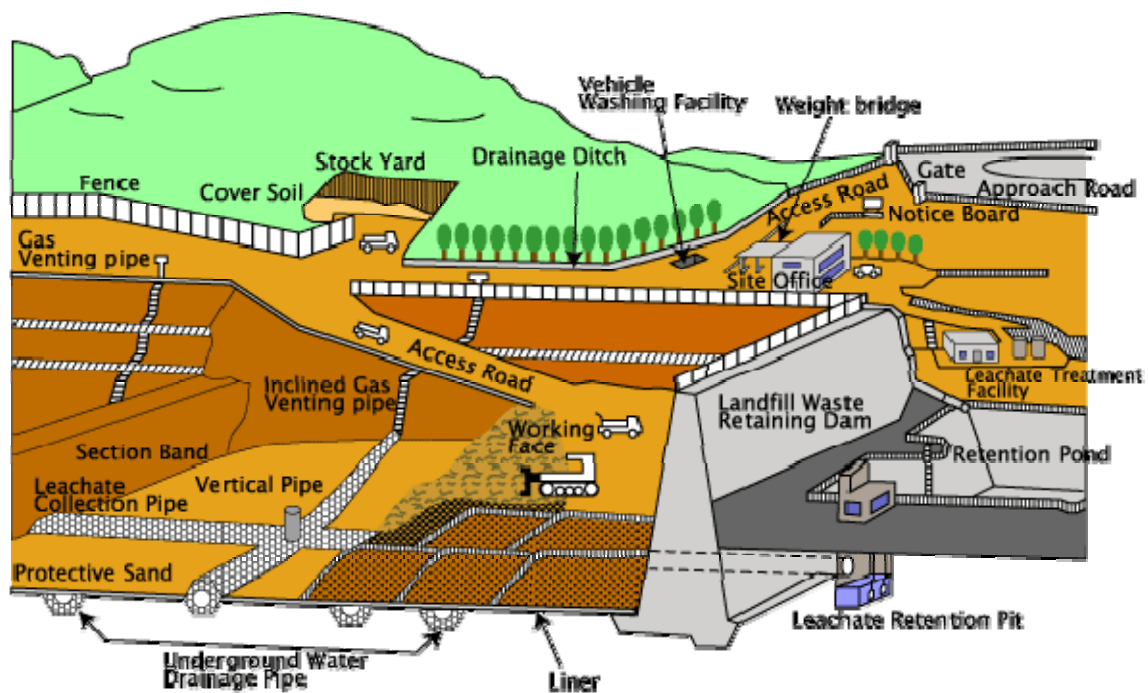 Vehicle
Washing Facility
Weight bridge
Stock Yard
Drainage Ditch
Gate
Fence
Cover Soil
Access Road
Approach Road
Notice Board
Gas
Venting pipe
Site Office
Access Road
Leachate Treatment
Facility
Inclined Gas
Venting pipe
Landfill Waste
Retaining Dam
Working
Face
Section Band
Retention Pond
Leachate
Collection Pipe
Vertical Pipe
Protective Sand
Leachate Retention Pit
Underground Water
Drainage Pipe
Liner